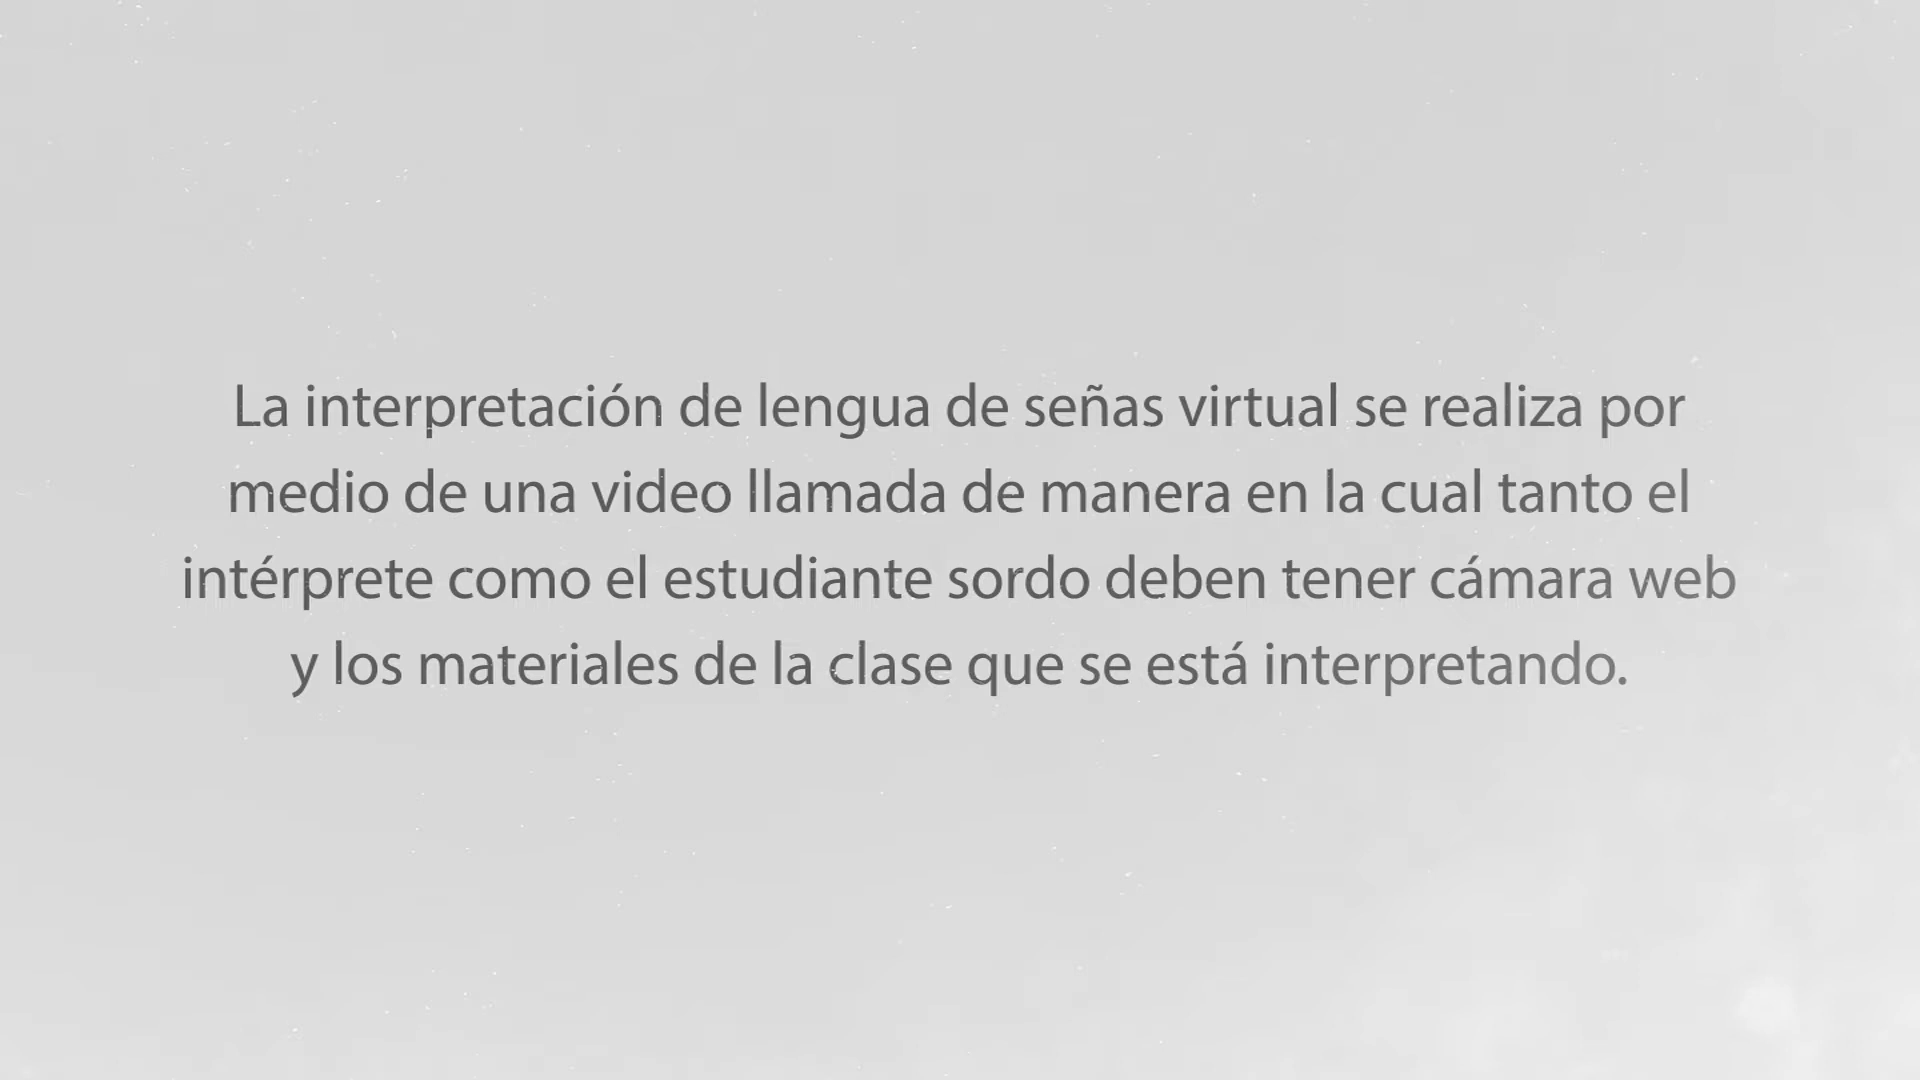 La interpretación de lengua de señas virtual se realiza por
medio de una video llamada de manera en la cual tanto el
intérprete como el estudiante sordo deben tener cámara web
y los materiales de la clase que se está interpretando.